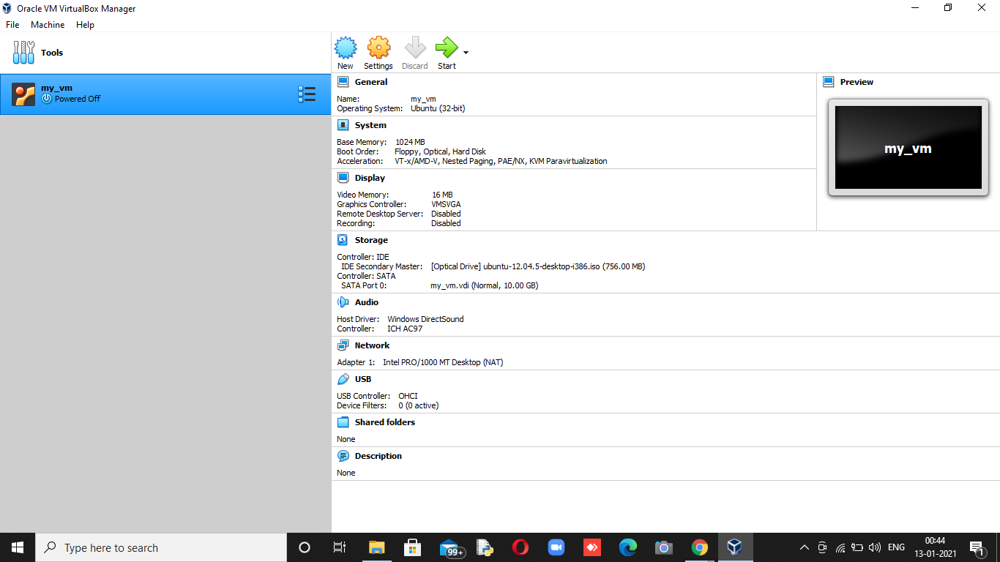 Oracle VM VirtualBox Manager
File Machine Help
Tools
New Settings Discard Start
my_vm
Powered Off
General
Name: my_vm
Operating System: Ubuntu (32-bit)
System
Base Memory: 1024 MB
Boot Order: Floppy, Optical, Hard Disk
Acceleration: VT-x/AMD-V, Nested Paging, PAE/NX, KVM Paravirtualization
Display
Video Memory: 16 MB
Graphics Controller: VMSVGA
Remote Desktop Server: Disabled
Recording: Disabled
Preview
my_vm
Storage
Controller: IDE
IDE Secondary Master: [Optical Drive] ubuntu-12.04.5-desktop-i386.iso (756.00 MB)
Controller: SATA
SATA Port 0: my_vm.vdi (Normal, 10.00 GB)
Audio
Host Driver: Windows DirectSound
Controller: ICH AC97
Network
Adapter 1: Intel PRO/1000 MT Desktop (NAT)
USB
USB Controller: OHCI
Device Filters: 0 (0 active)
Shared folders
None
Description
None
Type here to search
99+
ENG
00:44
13-01-2021
1